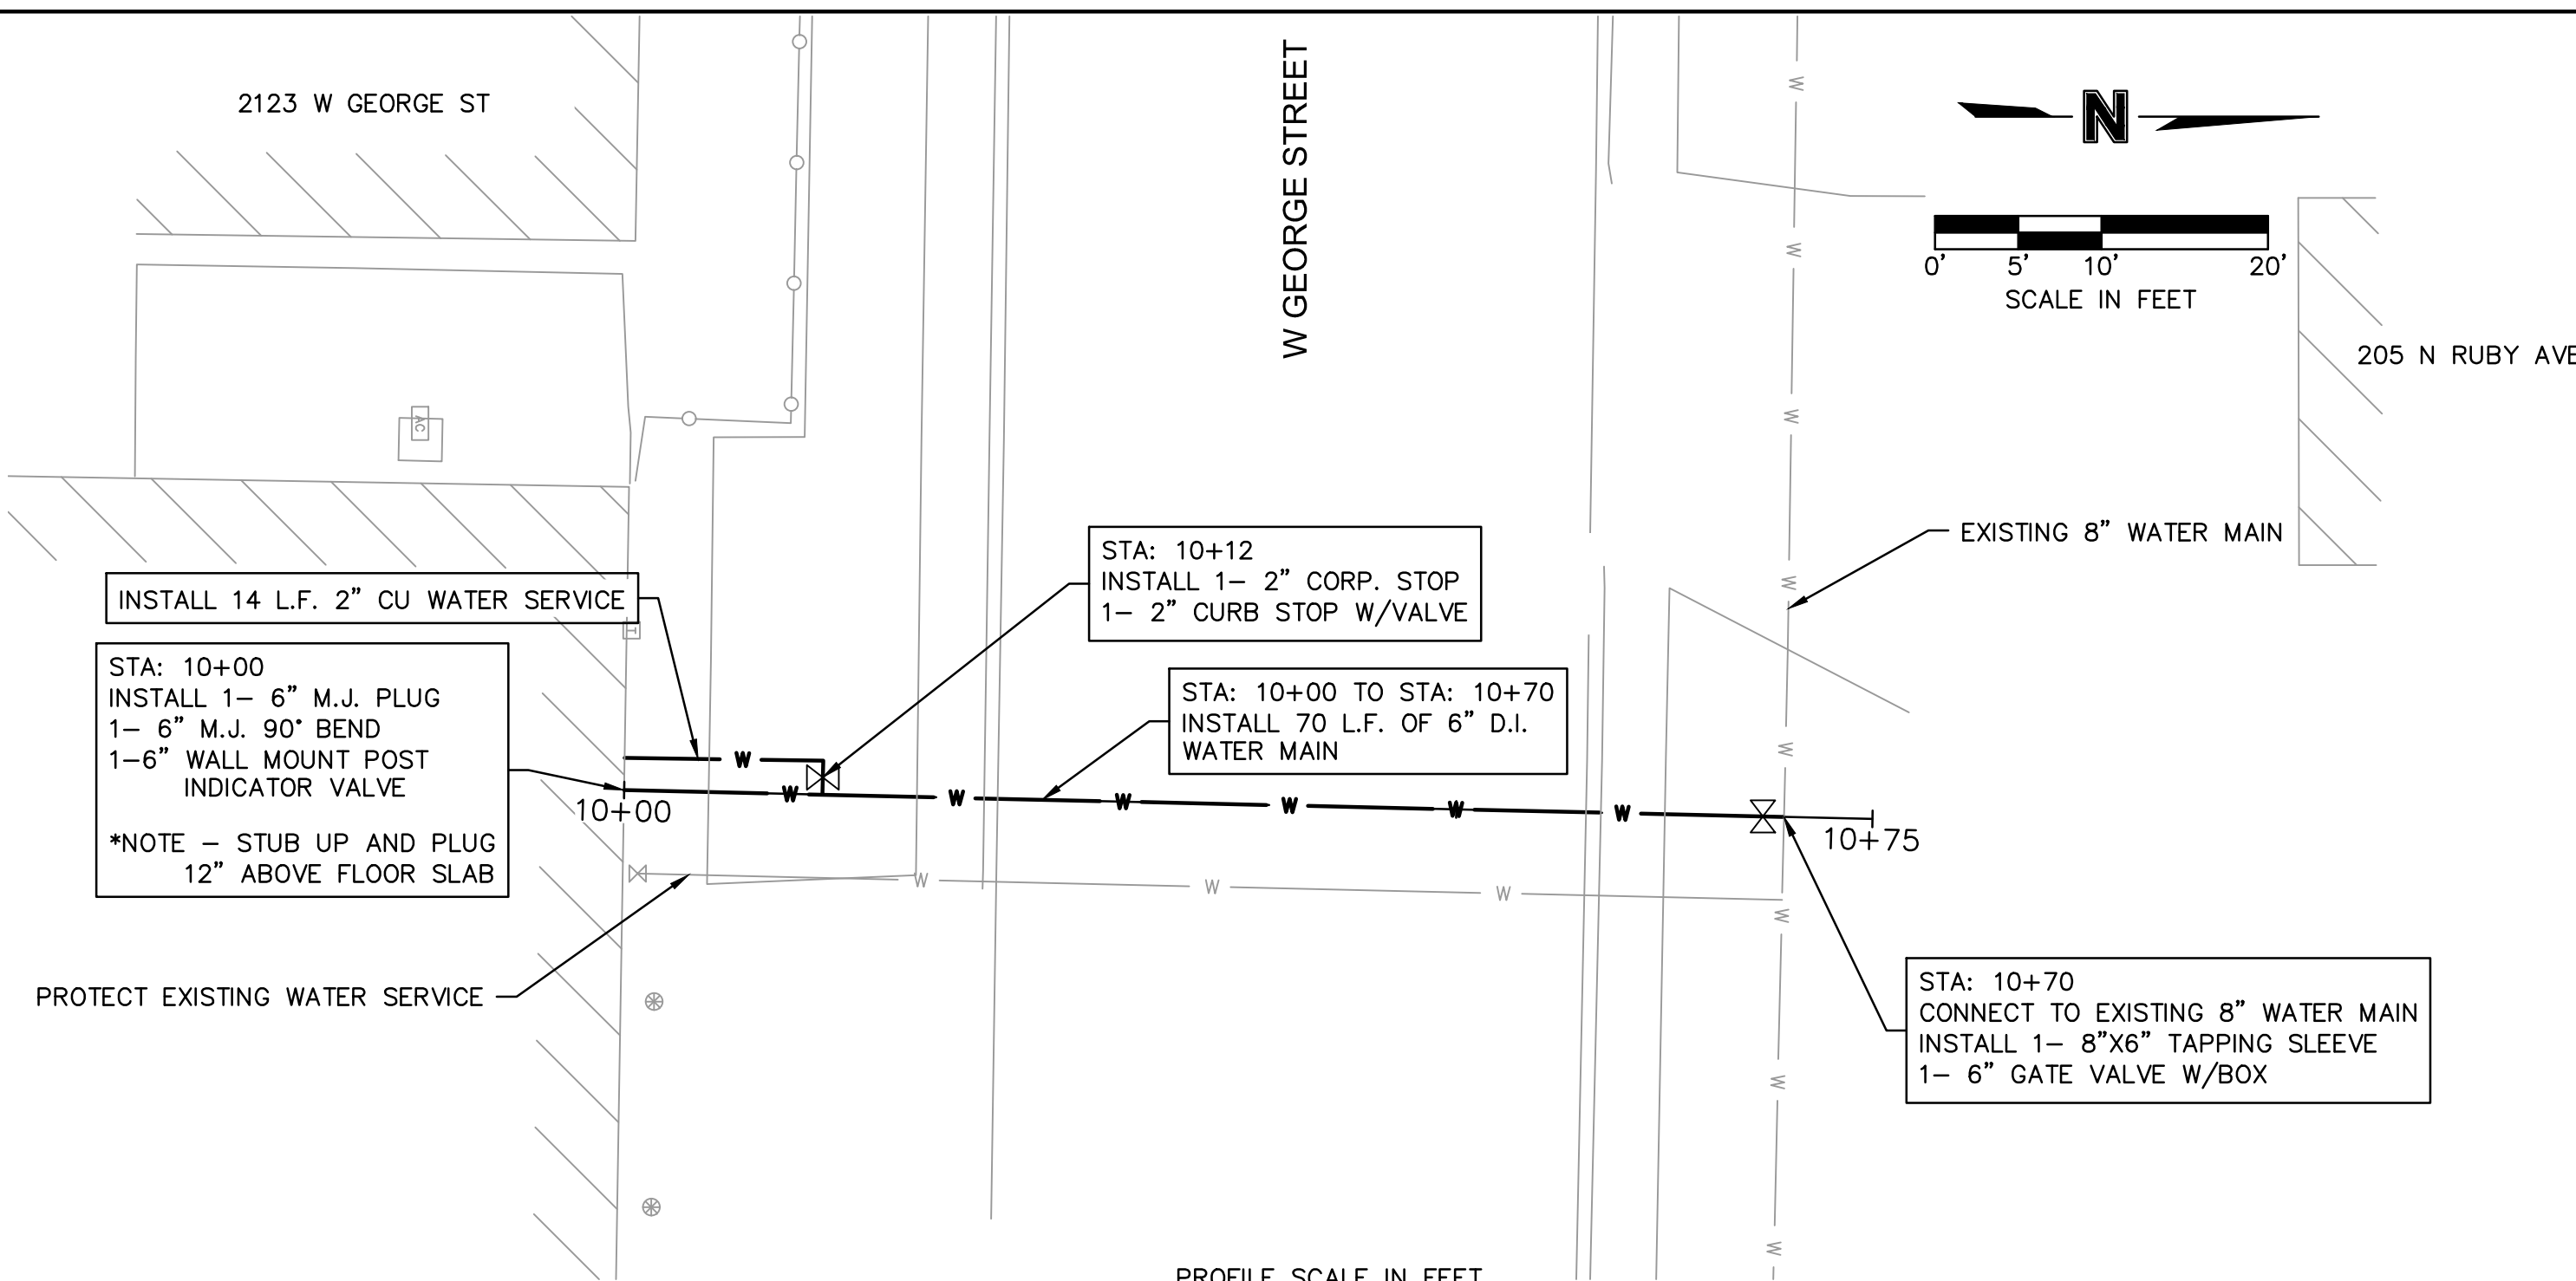 2123 W GEORGE ST
W GEORGE STREET
N
0' 5' 10' 20'
SCALE IN FEET
205 N RUBY AVE
AC
INSTALL 14 L.F. 2" CU WATER SERVICE
T
STA: 10+00
INSTALL 1– 6" M.J. PLUG
1– 6" M.J. 90° BEND
1–6" WALL MOUNT POST
INDICATOR VALVE
*NOTE – STUB UP AND PLUG
12" ABOVE FLOOR SLAB
STA: 10+12
INSTALL 1– 2" CORP. STOP
1– 2" CURB STOP W/VALVE
STA: 10+00 TO STA: 10+70
INSTALL 70 L.F. OF 6" D.I.
WATER MAIN
EXISTING 8" WATER MAIN
W
W W W W W W
10+00
10+75
W W W
W W W W W W W W
PROTECT EXISTING WATER SERVICE
STA: 10+70
CONNECT TO EXISTING 8" WATER MAIN
INSTALL 1– 8"X6" TAPPING SLEEVE
1– 6" GATE VALVE W/BOX
PROFILE SCALE IN FEET